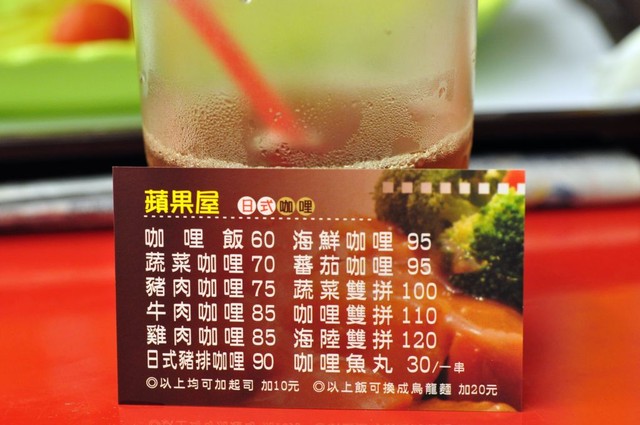 蘋果屋 日式咖哩
咖哩飯 60 海鮮咖哩 95
蔬菜咖哩 70 蕃茄咖哩 95
豬肉咖哩 75 蔬菜雙拼 100
牛肉咖哩 85 咖哩雙拼 110
雞肉咖哩 85 海陸雙拼 120
日式豬排咖哩 90 咖哩魚丸 30/一串
◎以上均可加起司 加10元 ◎以上飯可換成烏龍麵 加20元